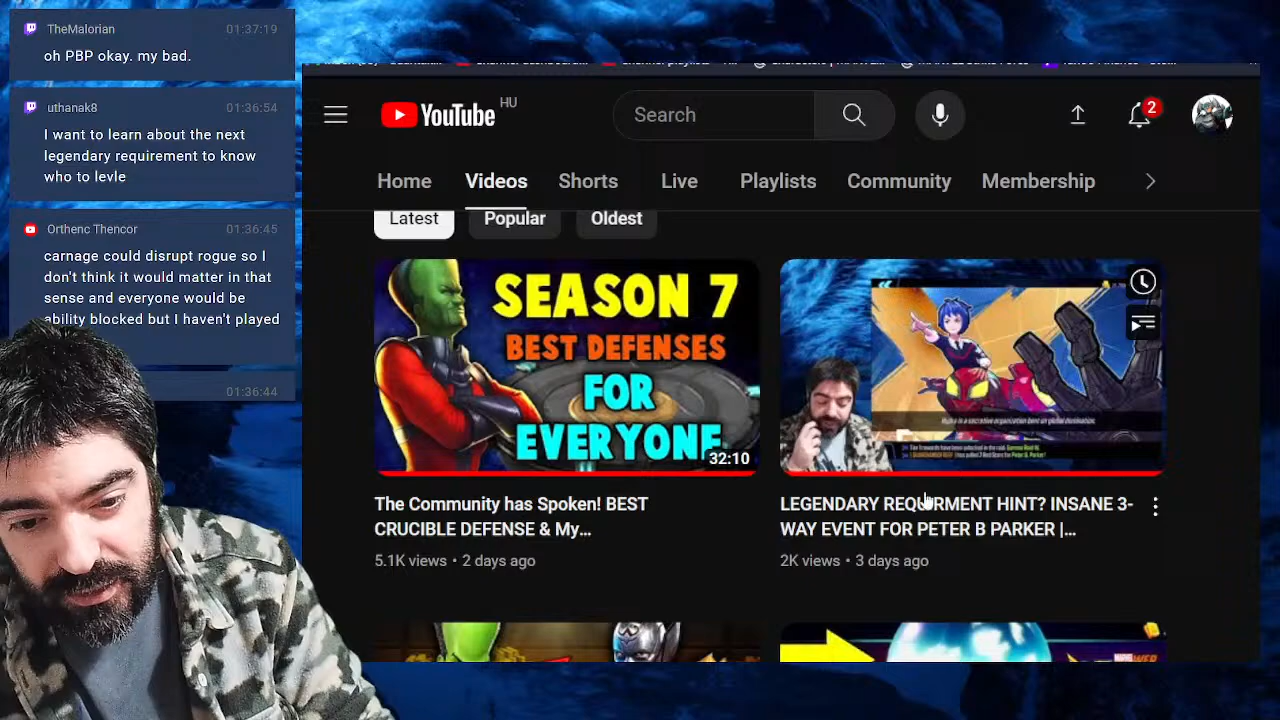 TheMalorian 01:37:19
oh PBP okay. my bad.
uthanak8 01:36:54
I want to learn about the next
legendary requirement to know
who to levle
Orthenc Thencor 01:36:45
carnage could disrupt rogue so I
don't think it would matter in that
sense and everyone would be
ability blocked but I haven't played
01:36:44
YouTube HU
Search
2
Home Videos Shorts Live Playlists Community Membership
Latest Popular Oldest
SEASON 7
BEST DEFENSES
FOR
EVERYONE
32:10
The Community has Spoken! BEST
CRUCIBLE DEFENSE & My...
5.1K views • 2 days ago
LEGENDARY REQUIRMENT HINT? INSANE 3-
WAY EVENT FOR PETER B PARKER |...
2K views • 3 days ago